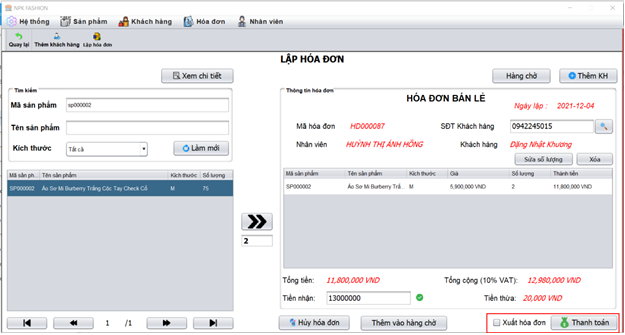 NPK FASHION
Hệ thống Sản phẩm Khách hàng Hóa đơn Nhân viên
Quay lại Thêm khách hàng Lập hóa đơn
LẬP HÓA ĐƠN
Xem chi tiết Hàng chờ Thêm KH
Tìm kiếm
Mã sản phẩm sp000002
Tên sản phẩm
Kích thước Tất cả Làm mới
Mã sản ph... Tên sản phẩm Kích thước Số lượng
SP000002 Áo Sơ Mi Burberry Trắng Cộc Tay Check Cổ M 75
1 /1
2
Thông tin hóa đơn
HÓA ĐƠN BÁN LẺ
Ngày lập : 2021-12-04
Mã hóa đơn HD000087 SĐT Khách hàng 0942245015
Nhân viên HUỲNH THỊ ÁNH HỒNG Khách hàng Đặng Nhật Khương
Sửa số lượng Xóa
Mã sản phẩm Tên sản phẩm Kích thước Giá Số lượng Thành tiền
SP000002 Áo Sơ Mi Burberry Trắ... M 5,900,000 VND 2 11,800,000 VND
Tổng tiền: 11,800,000 VND Tổng cộng (10% VAT): 12,980,000 VND
Tiền nhận: 13000000 Tiền thừa: 20,000 VND
Hủy hóa đơn Thêm vào hàng chờ Xuất hóa đơn Thanh toán